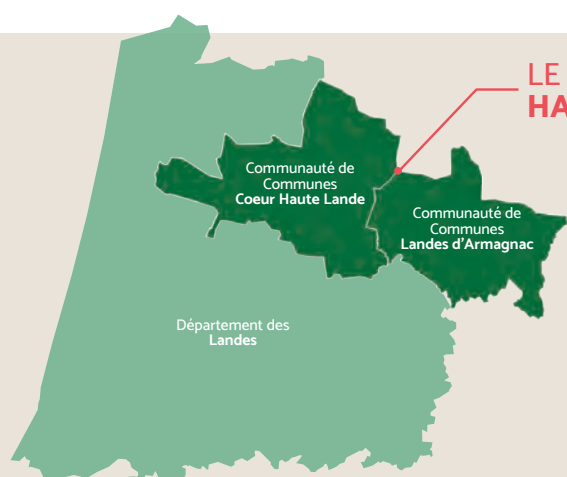 LE
HA
Communauté de
Communes
Coeur Haute Lande
Communauté de
Communes
Landes d'Armagnac
Département des
Landes